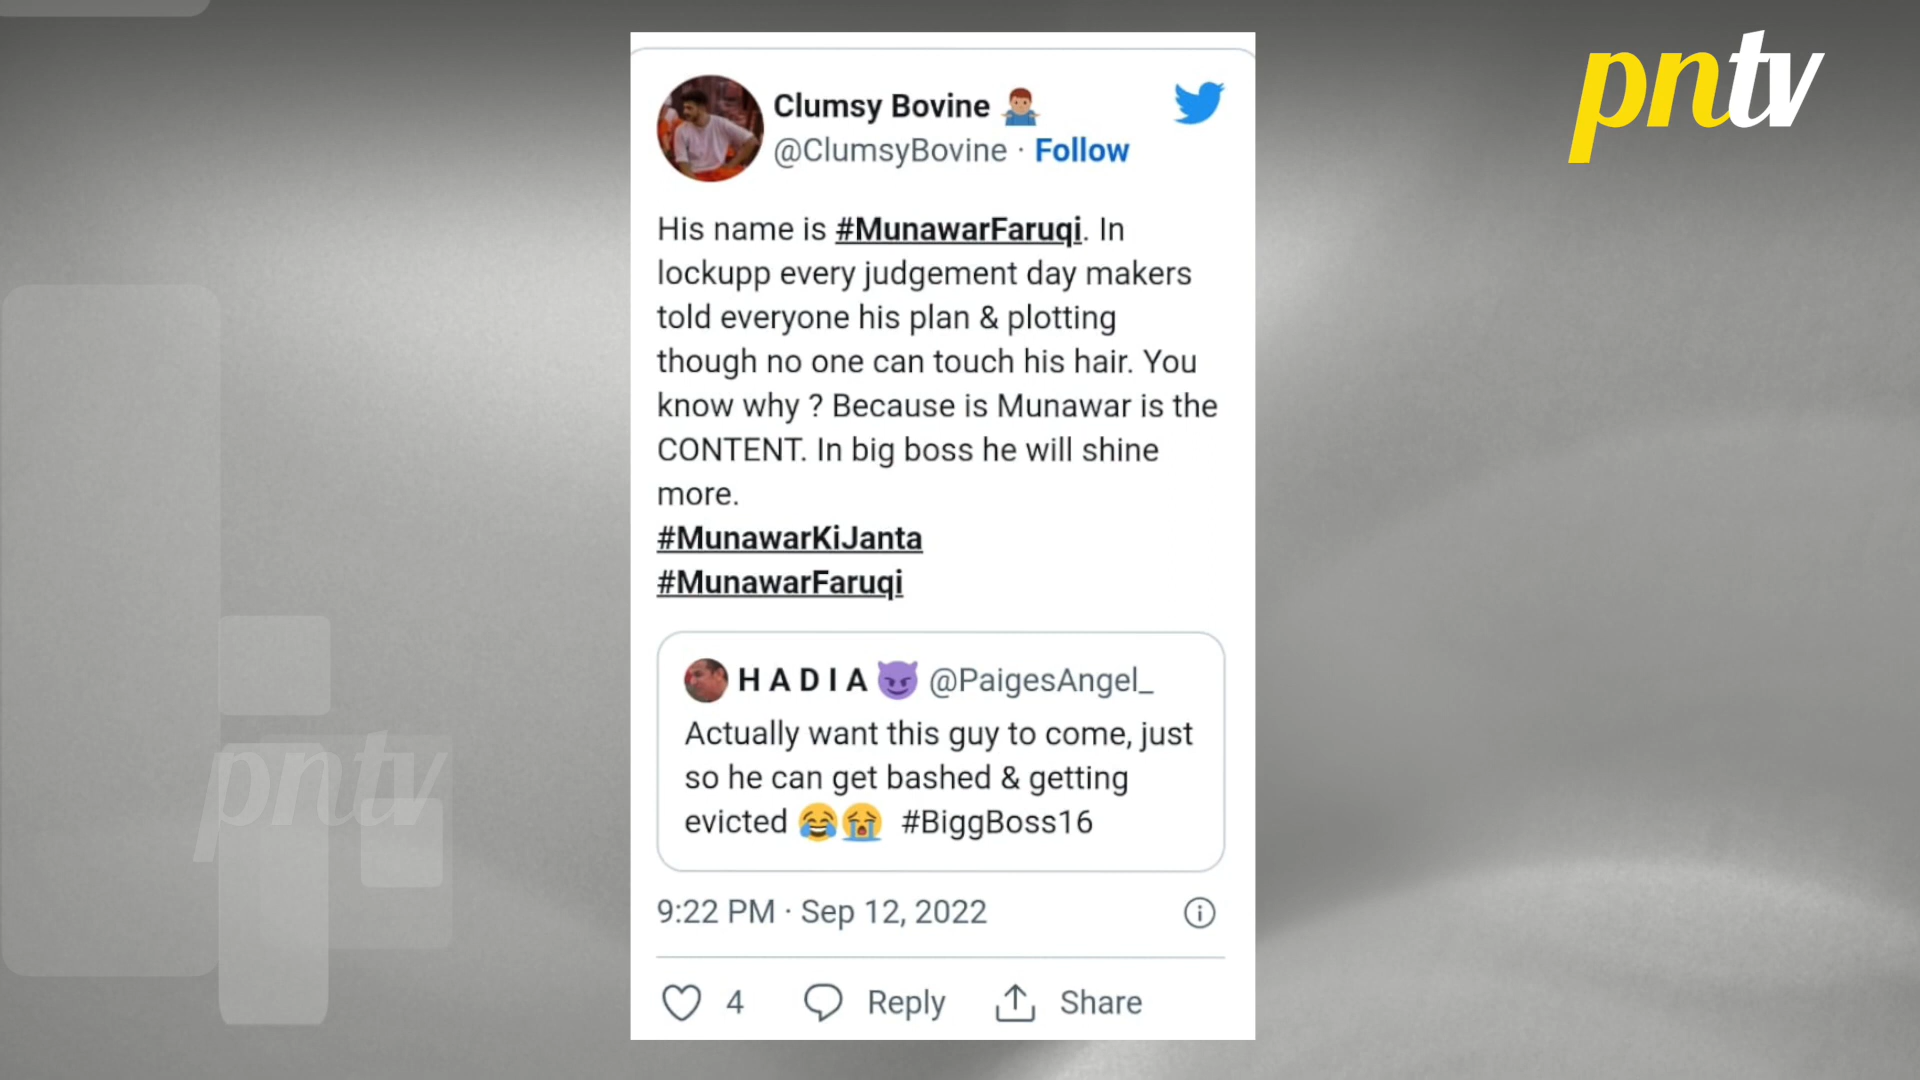 pntv
Clumsy Bovine 🤷🏽‍♂️
@ClumsyBovine · Follow
His name is #MunawarFaruqi. In
lockupp every judgement day makers
told everyone his plan & plotting
though no one can touch his hair. You
know why ? Because is Munawar is the
CONTENT. In big boss he will shine
more.
#MunawarKiJanta
#MunawarFaruqi
H A D I A 😈 @PaigesAngel_
Actually want this guy to come, just
so he can get bashed & getting
evicted 😂😭 #BiggBoss16
9:22 PM · Sep 12, 2022
4 Reply Share
pntv